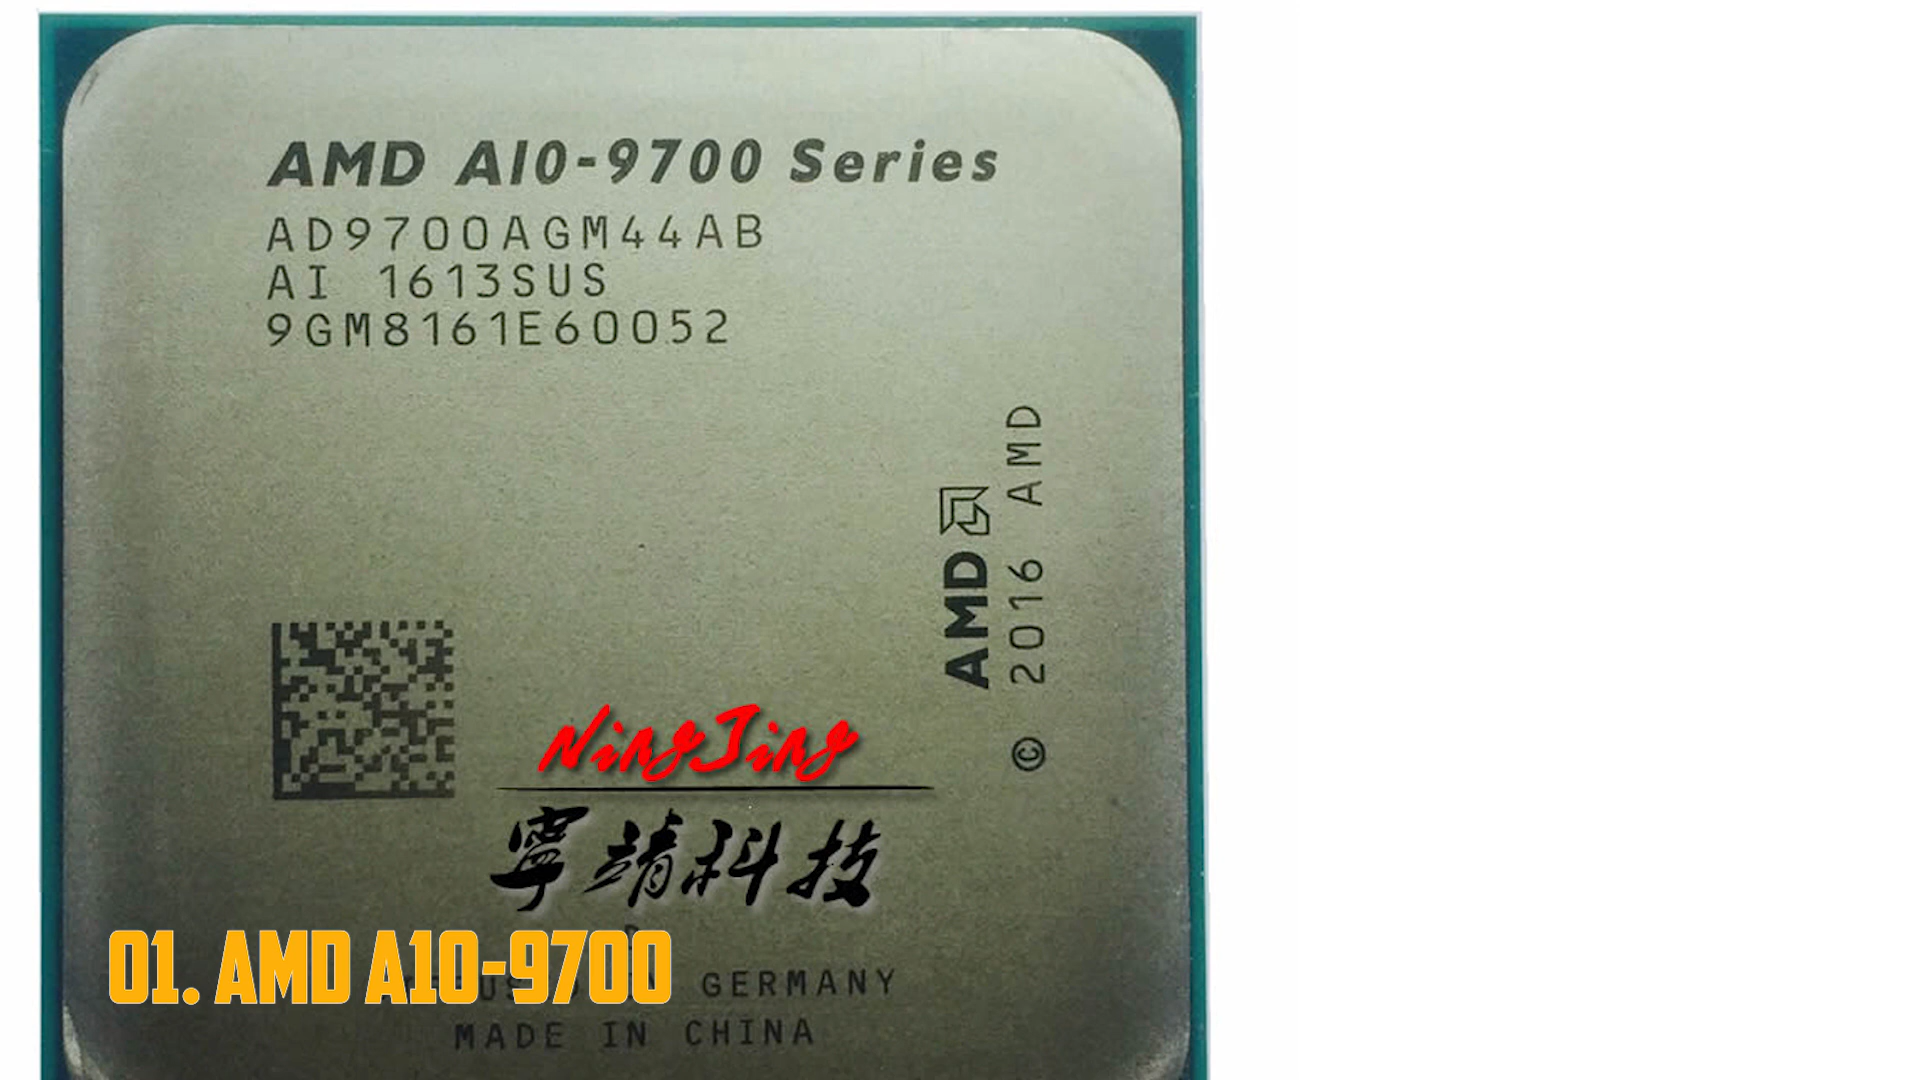 AMD A10-9700 Series
AD9700AGM44AB
AI 1613SUS
9GM8161E60052
AMD
© 2016 AMD
NingJing
寧靖科技
01. AMD A10-9700
GERMANY
MADE IN CHINA